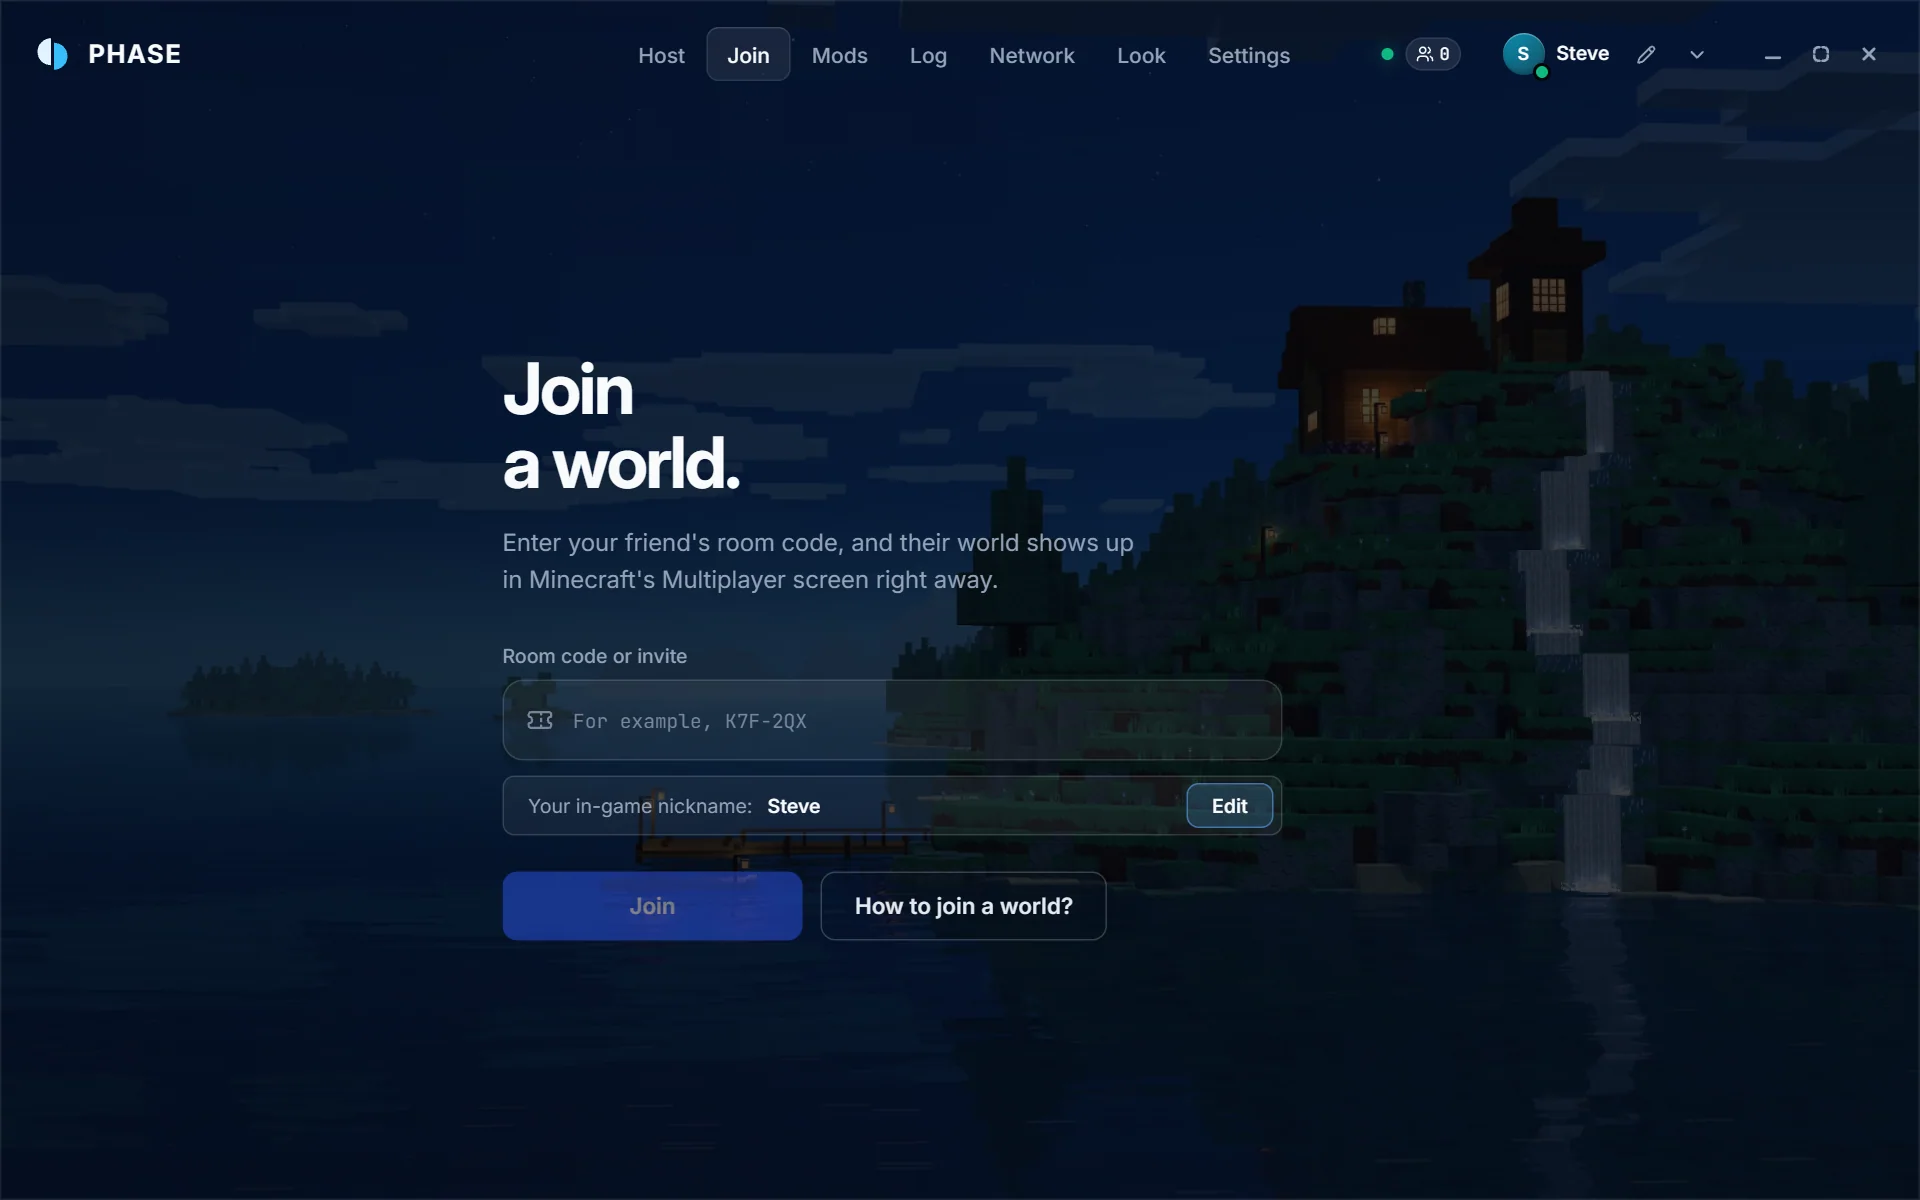 PHASE
Host
Join
Mods
Log
Network
Look
Settings
0
S
Steve
Join
a world.
Enter your friend's room code, and their world shows up
in Minecraft's Multiplayer screen right away.
Room code or invite
For example, K7F-2QX
Your in-game nickname: Steve
Edit
Join
How to join a world?